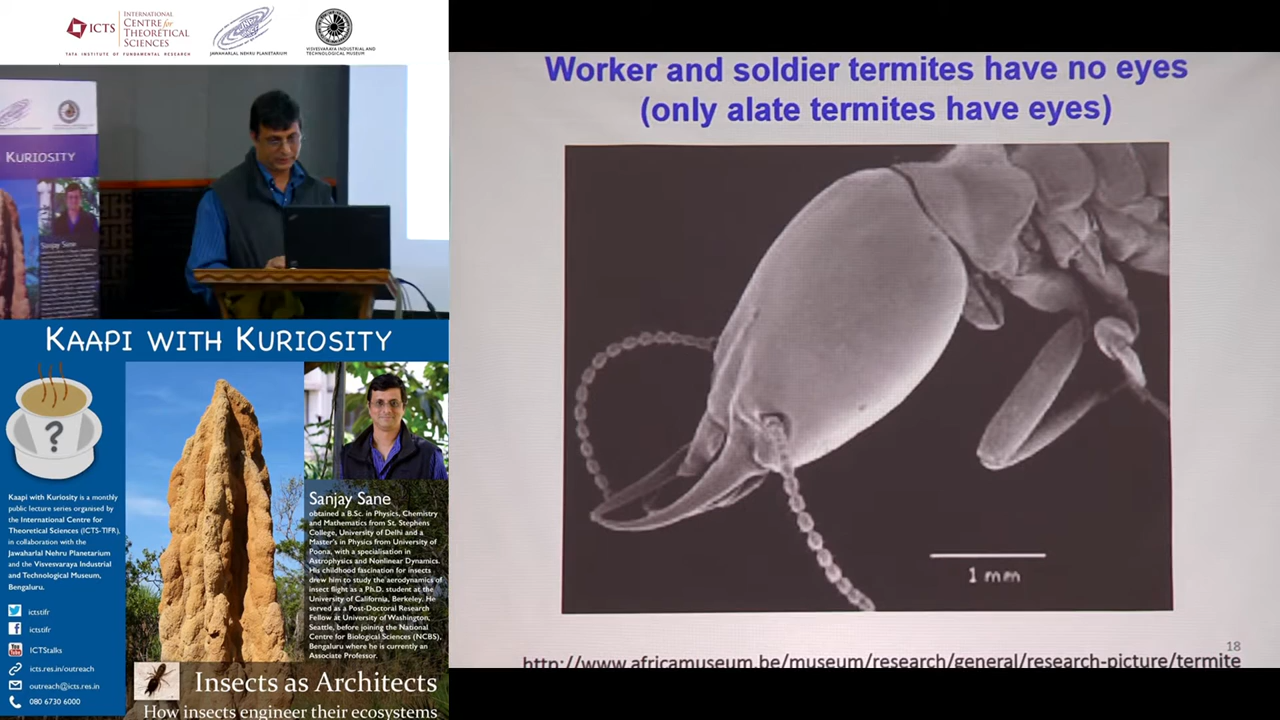 ICTS
INTERNATIONAL
CENTRE for
THEORETICAL
SCIENCES
TATA INSTITUTE OF FUNDAMENTAL RESEARCH
JAWAHARLAL NEHRU PLANETARIUM
VISVESVARAYA INDUSTRIAL AND
TECHNOLOGICAL MUSEUM
KURIOSITY
Sanjay Sane
KAAPI WITH KURIOSITY
?
Kaapi with Kuriosity is a monthly
public lecture series organised by
the International Centre for
Theoretical Sciences (ICTS-TIFR),
in collaboration with the
Jawaharlal Nehru Planetarium
and the Visvesvaraya Industrial
and Technological Museum,
Bengaluru.
ictstifr
ictstifr
ICTStalks
icts.res.in/outreach
outreach@icts.res.in
080 6730 6000
Sanjay Sane
obtained a B.Sc. in Physics, Chemistry
and Mathematics from St. Stephens
College, University of Delhi and a
Master's in Physics from University of
Poona, with a specialisation in
Astrophysics and Nonlinear Dynamics.
His childhood fascination for insects
drew him to study the aerodynamics of
insect flight as a Ph.D. student at the
University of California, Berkeley. He
served as a Post-Doctoral Research
Fellow at University of Washington,
Seattle, before joining the National
Centre for Biological Sciences (NCBS),
Bengaluru where he is currently an
Associate Professor.
Insects as Architects
How insects engineer their ecosystems
Worker and soldier termites have no eyes
(only alate termites have eyes)
1 mm
18
http://www.africamuseum.be/museum/research/general/research-picture/termite